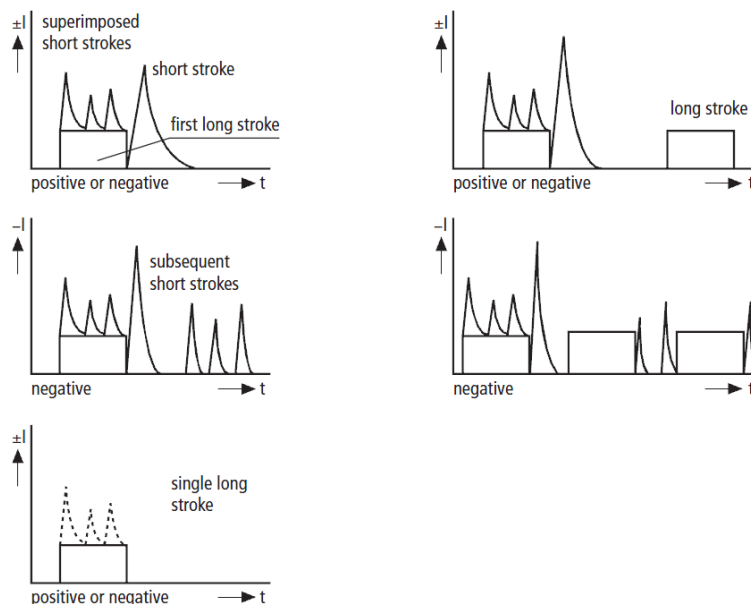 ±I
superimposed
short strokes
short stroke
first long stroke
positive or negative
t
±I
long stroke
positive or negative
t
–I
subsequent
short strokes
negative
t
–I
negative
t
±I
single long
stroke
positive or negative
t